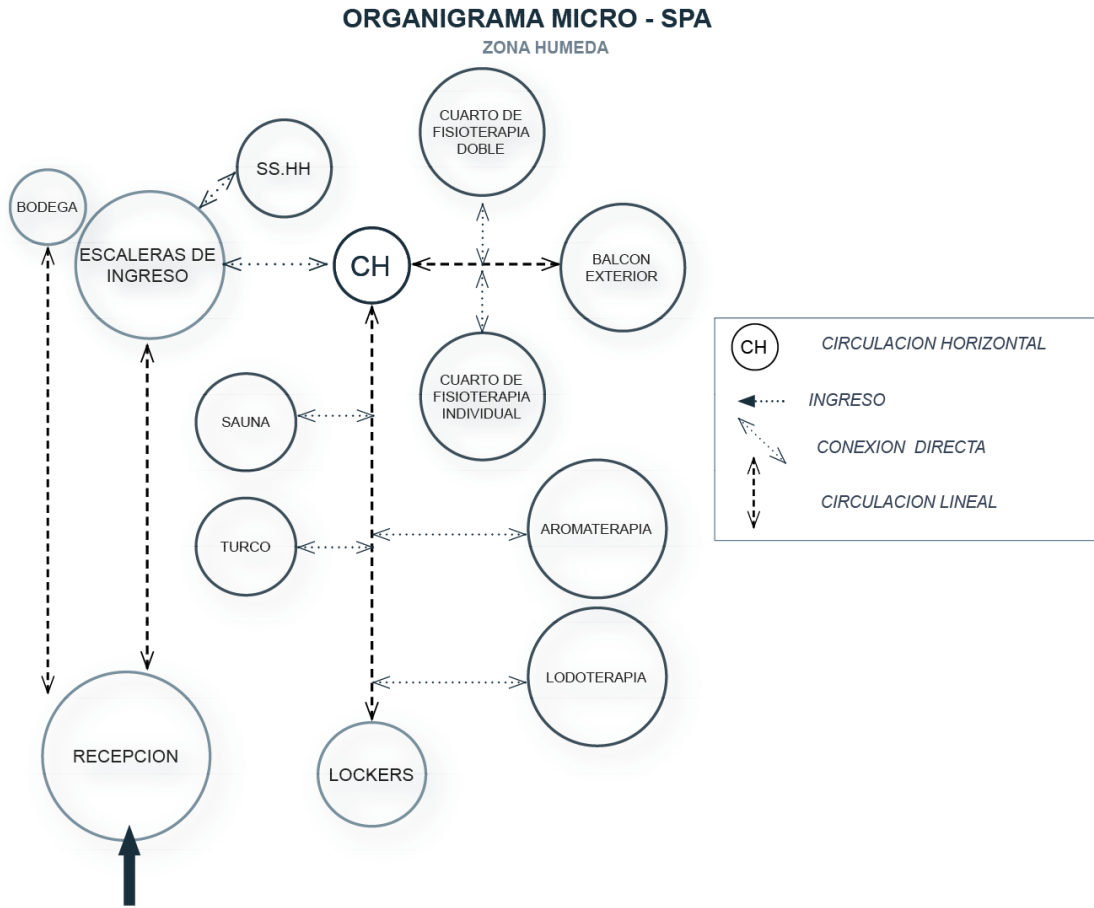 ORGANIGRAMA MICRO - SPA
ZONA HUMEDA
CUARTO DE
FISIOTERAPIA
DOBLE
SS.HH
BODEGA
ESCALERAS DE
INGRESO
CH
BALCON
EXTERIOR
CUARTO DE
FISIOTERAPIA
INDIVIDUAL
SAUNA
TURCO
AROMATERAPIA
LODOTERAPIA
RECEPCION
LOCKERS
CH
CIRCULACION HORIZONTAL
INGRESO
CONEXION DIRECTA
CIRCULACION LINEAL